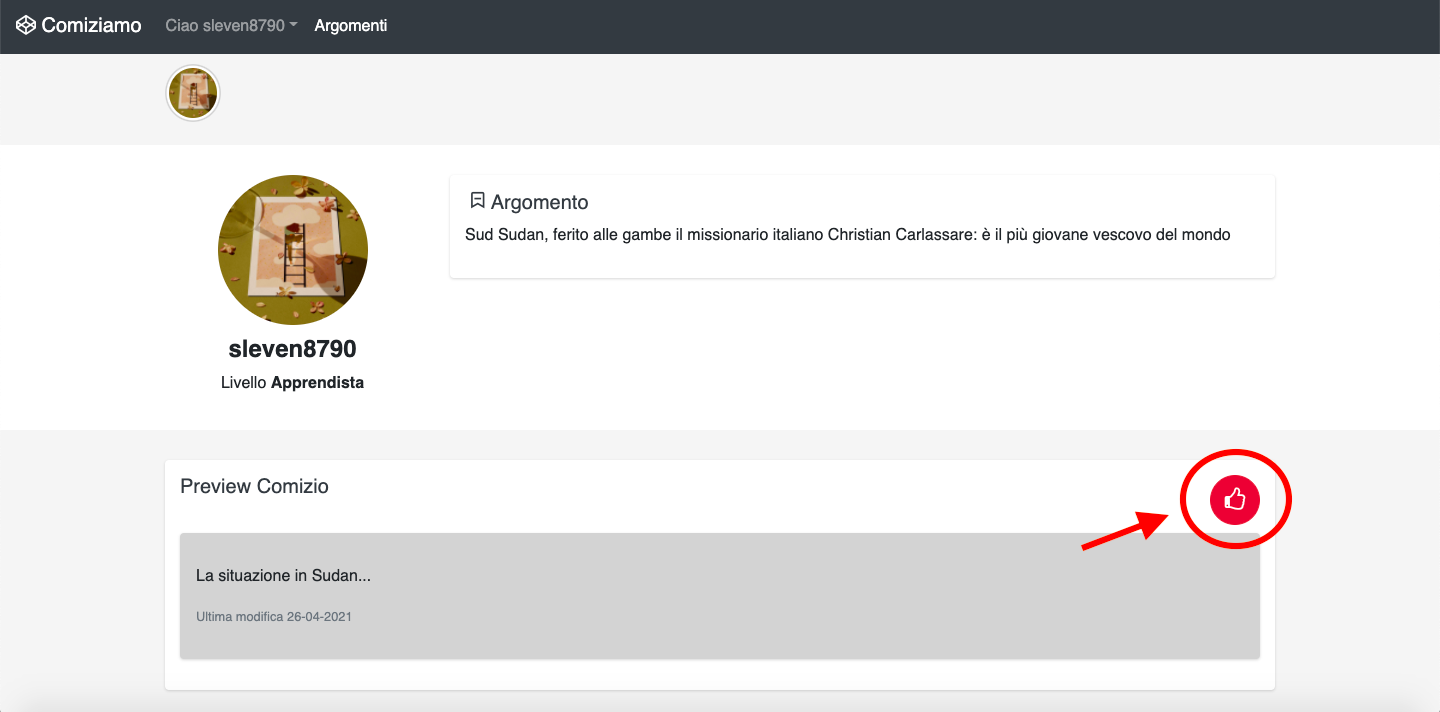 Comiziamo Ciao sleven8790 Argomenti
Argomento
Sud Sudan, ferito alle gambe il missionario italiano Christian Carlassare: è il più giovane vescovo del mondo
sleven8790
Livello Apprendista
Preview Comizio
La situazione in Sudan...
Ultima modifica 26-04-2021